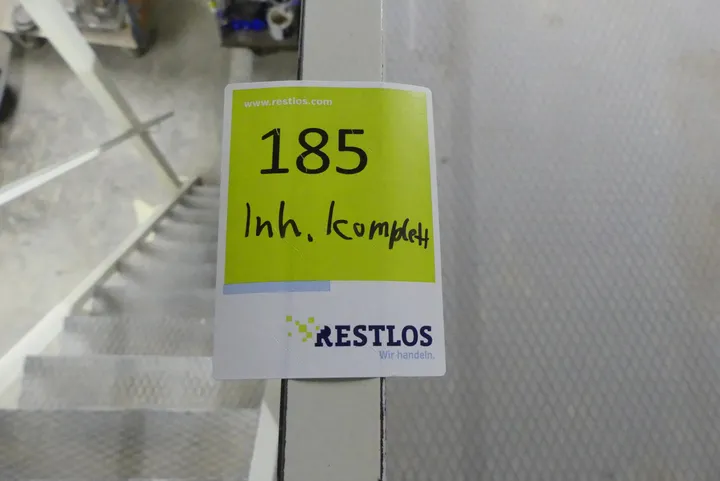 www.restlos.com
185
Inh. komplett
RESTLOS
Wir handeln.